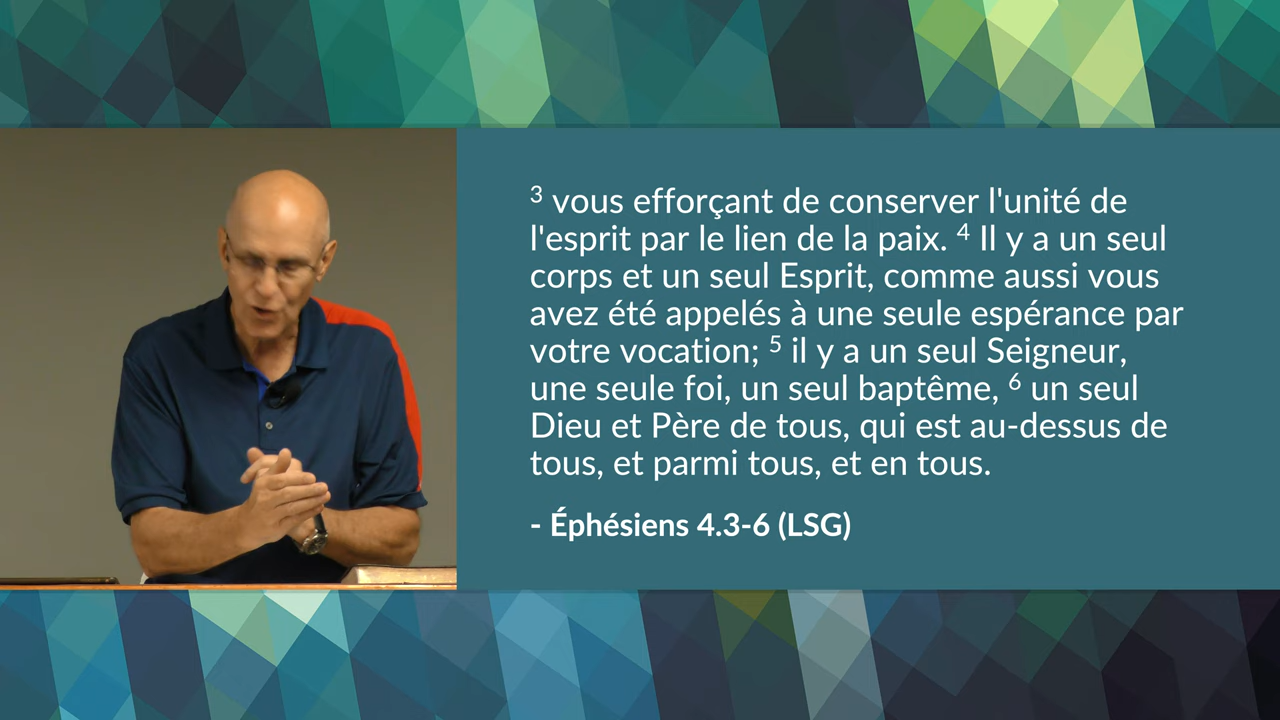 ³ vous efforçant de conserver l'unité de
l'esprit par le lien de la paix. ⁴ Il y a un seul
corps et un seul Esprit, comme aussi vous
avez été appelés à une seule espérance par
votre vocation; ⁵ il y a un seul Seigneur,
une seule foi, un seul baptême, ⁶ un seul
Dieu et Père de tous, qui est au-dessus de
tous, et parmi tous, et en tous.
- Éphésiens 4.3-6 (LSG)